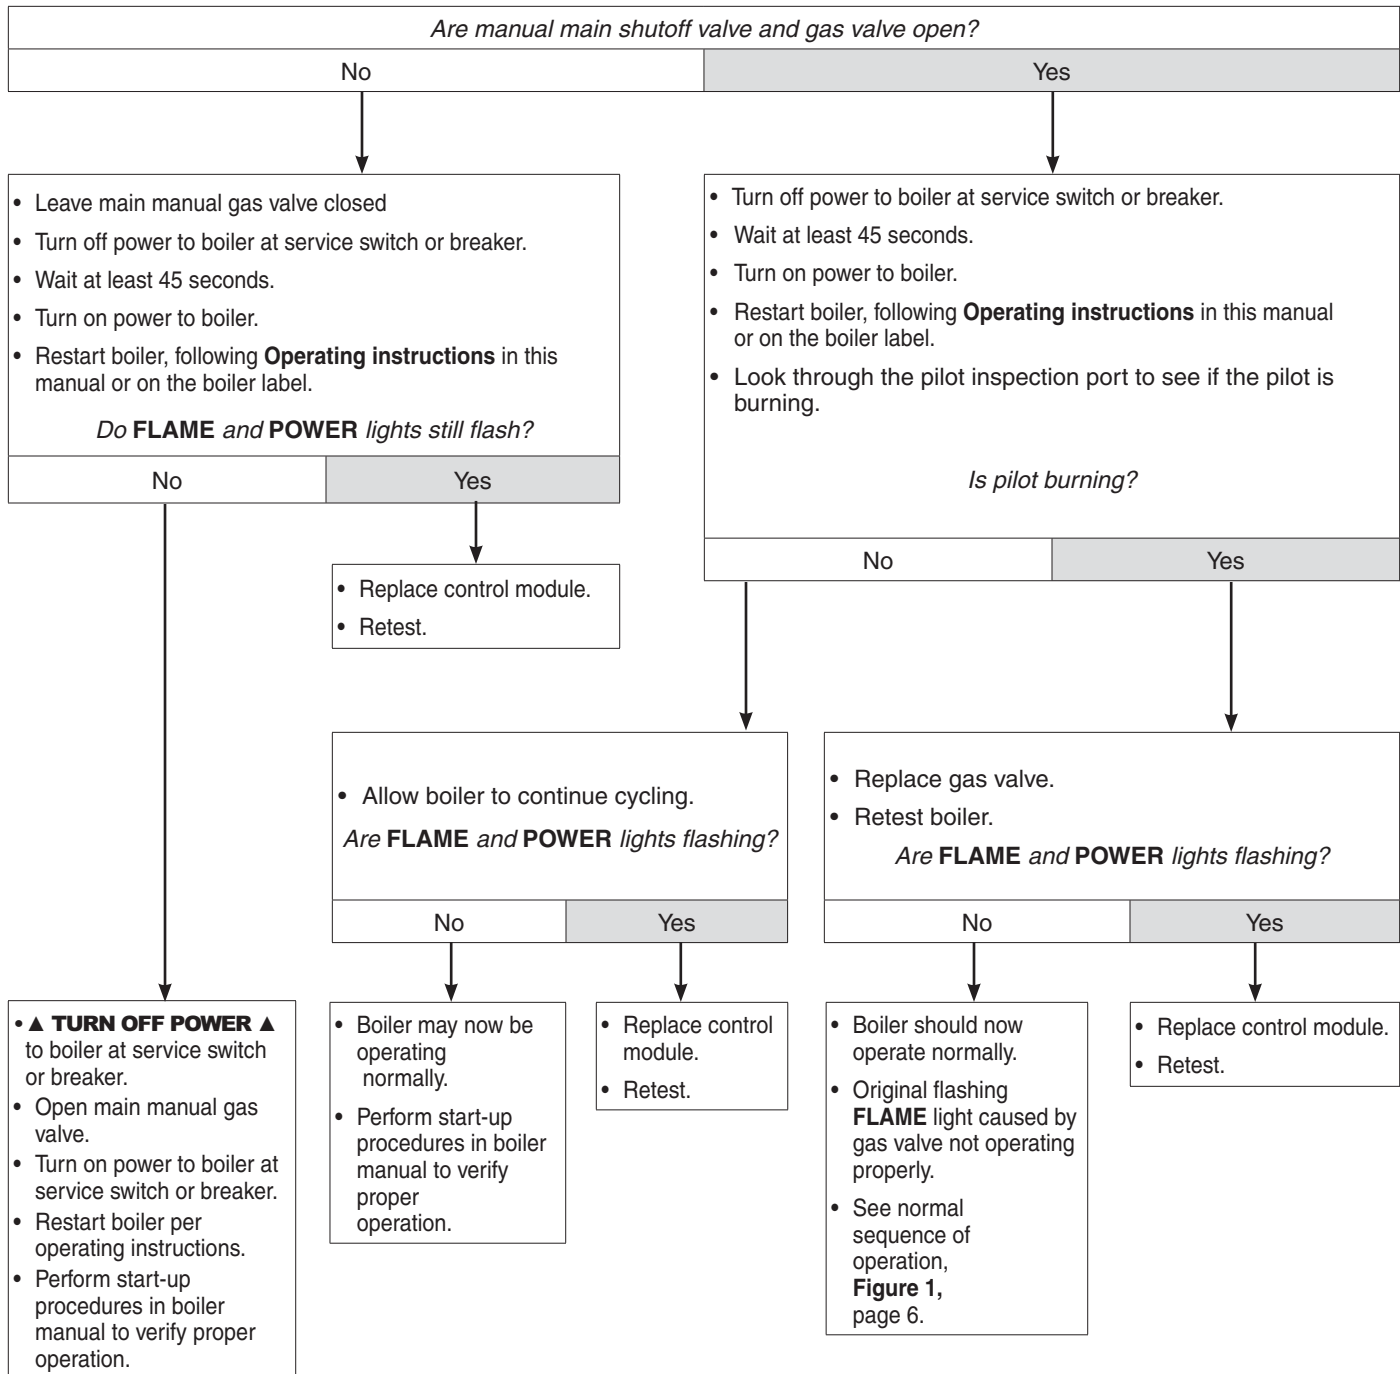 Are manual main shutoff valve and gas valve open?
No
Yes
• Leave main manual gas valve closed
• Turn off power to boiler at service switch or breaker.
• Wait at least 45 seconds.
• Turn on power to boiler.
• Restart boiler, following Operating instructions in this
manual or on the boiler label.
Do FLAME and POWER lights still flash?
No
Yes
• Turn off power to boiler at service switch or breaker.
• Wait at least 45 seconds.
• Turn on power to boiler.
• Restart boiler, following Operating instructions in this manual
or on the boiler label.
• Look through the pilot inspection port to see if the pilot is
burning.
Is pilot burning?
No
Yes
• Replace control module.
• Retest.
• Allow boiler to continue cycling.
Are FLAME and POWER lights flashing?
No
Yes
• Replace gas valve.
• Retest boiler.
Are FLAME and POWER lights flashing?
No
Yes
• ▲ TURN OFF POWER ▲
to boiler at service switch
or breaker.
• Open main manual gas
valve.
• Turn on power to boiler at
service switch or breaker.
• Restart boiler per
operating instructions.
• Perform start-up
procedures in boiler
manual to verify proper
operation.
• Boiler may now be
operating
normally.
• Perform start-up
procedures in boiler
manual to verify
proper
operation.
• Replace control
module.
• Retest.
• Boiler should now
operate normally.
• Original flashing
FLAME light caused by
gas valve not operating
properly.
• See normal
sequence of
operation,
Figure 1,
page 6.
• Replace control module.
• Retest.